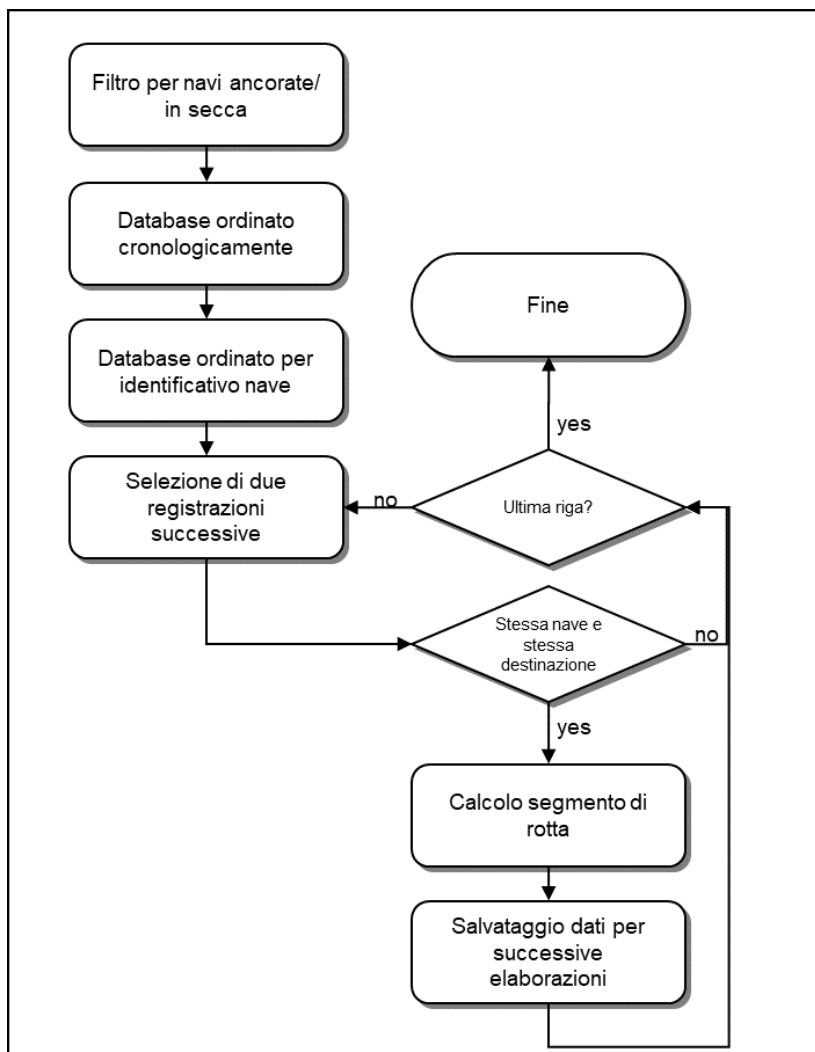 Filtro per navi ancorate/
in secca
Database ordinato
cronologicamente
Database ordinato per
identificativo nave
Selezione di due
registrazioni
successive
Fine
yes
Ultima riga?
no
Stessa nave e
stessa
destinazione
no
yes
Calcolo segmento di
rotta
Salvataggio dati per
successive
elaborazioni